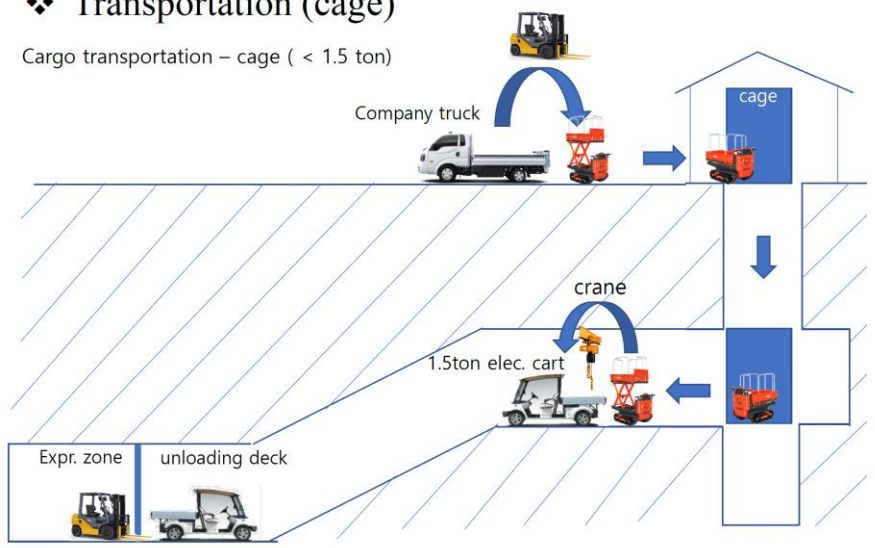 ❖ Transportation (cage)
Cargo transportation – cage ( < 1.5 ton)
Company truck
cage
crane
1.5ton elec. cart
Expr. zone
unloading deck